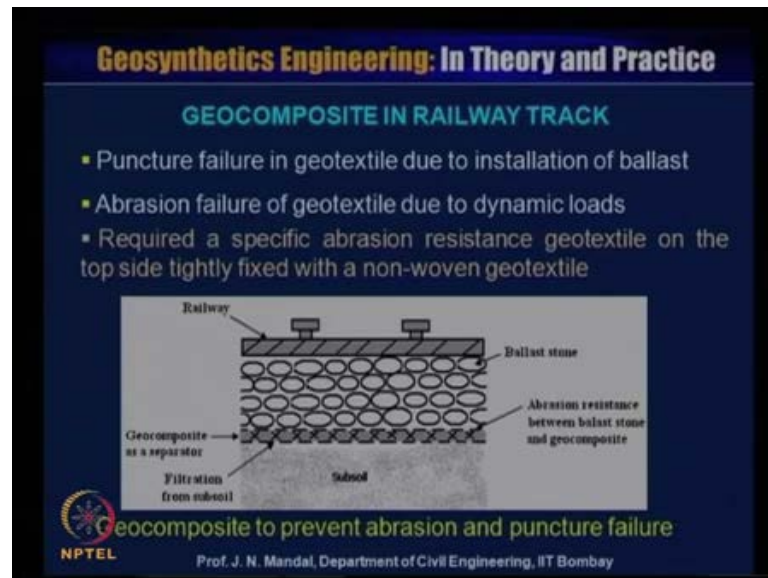 Geosynthetics Engineering: In Theory and Practice
GEOCOMPOSITE IN RAILWAY TRACK
▪ Puncture failure in geotextile due to installation of ballast
▪ Abrasion failure of geotextile due to dynamic loads
▪ Required a specific abrasion resistance geotextile on the
top side tightly fixed with a non-woven geotextile
Railway
Ballast stone
Abrasion resistance
between balast stone
and geocomposite
Geocomposite
as a separator
Filtration
from subsoil
Subsoil
Geocomposite to prevent abrasion and puncture failure
NPTEL
Prof. J. N. Mandal, Department of Civil Engineering, IIT Bombay